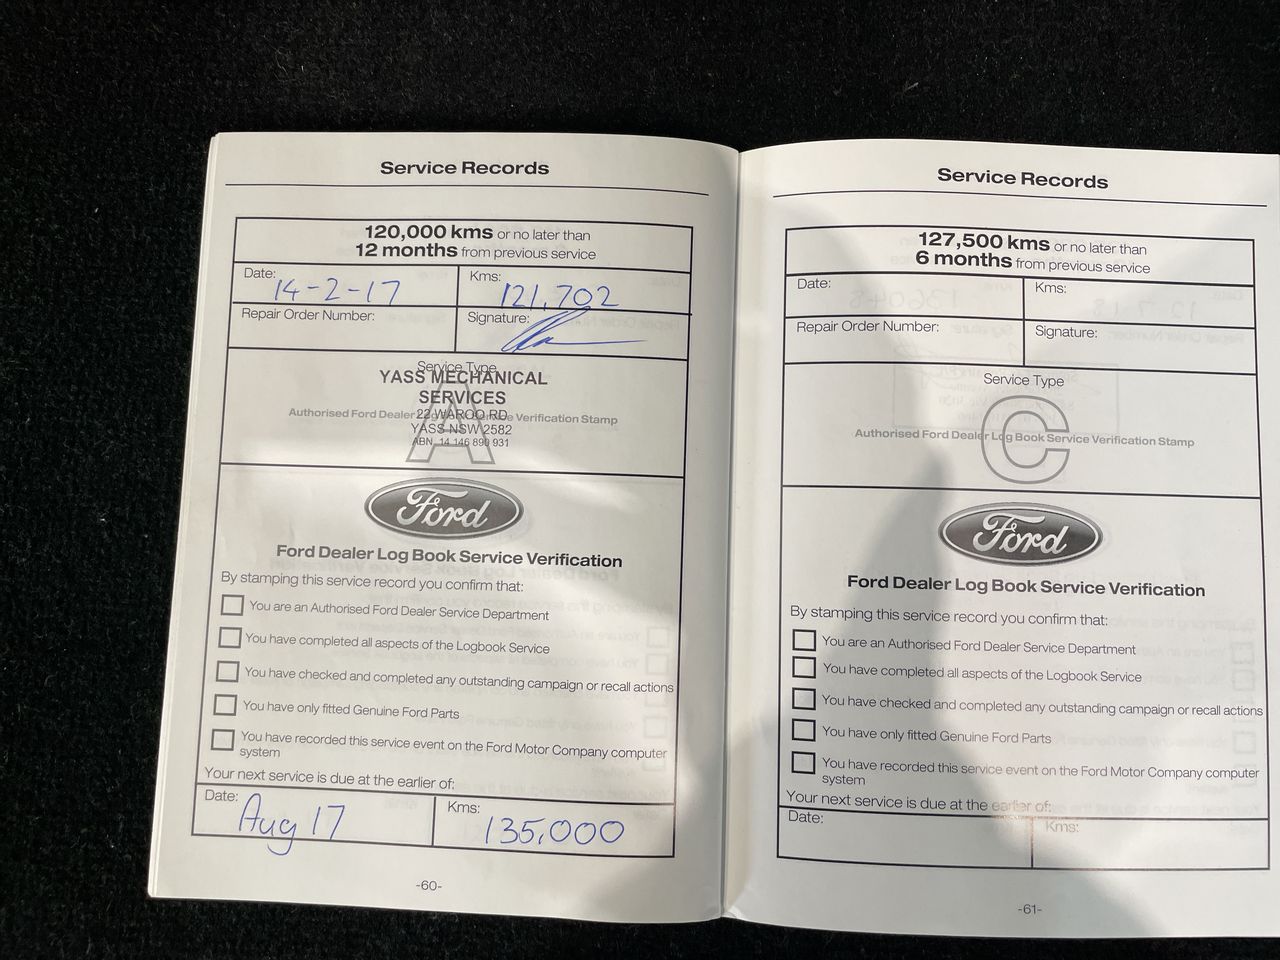 Service Records
120,000 kms or no later than
12 months from previous service
Date:
14-2-17
Kms:
121,702
Repair Order Number:
Signature:
Service Type
A
YASS MECHANICAL
SERVICES
Authorised Ford Dealer Log Book Service Verification Stamp
22 WAROO RD
YASS NSW 2582
ABN 14 146 890 931
Ford
Ford Dealer Log Book Service Verification
By stamping this service record you confirm that:
You are an Authorised Ford Dealer Service Department
You have completed all aspects of the Logbook Service
You have checked and completed any outstanding campaign or recall actions
You have only fitted Genuine Ford Parts
You have recorded this service event on the Ford Motor Company computer
system
Your next service is due at the earlier of:
Date:
Aug 17
Kms:
135,000
-60-
Service Records
127,500 kms or no later than
6 months from previous service
Date:
Kms:
Repair Order Number:
Signature:
Service Type
C
Authorised Ford Dealer Log Book Service Verification Stamp
Ford
Ford Dealer Log Book Service Verification
By stamping this service record you confirm that:
You are an Authorised Ford Dealer Service Department
You have completed all aspects of the Logbook Service
You have checked and completed any outstanding campaign or recall actions
You have only fitted Genuine Ford Parts
You have recorded this service event on the Ford Motor Company computer
system
Your next service is due at the earlier of:
Date:
Kms:
-61-